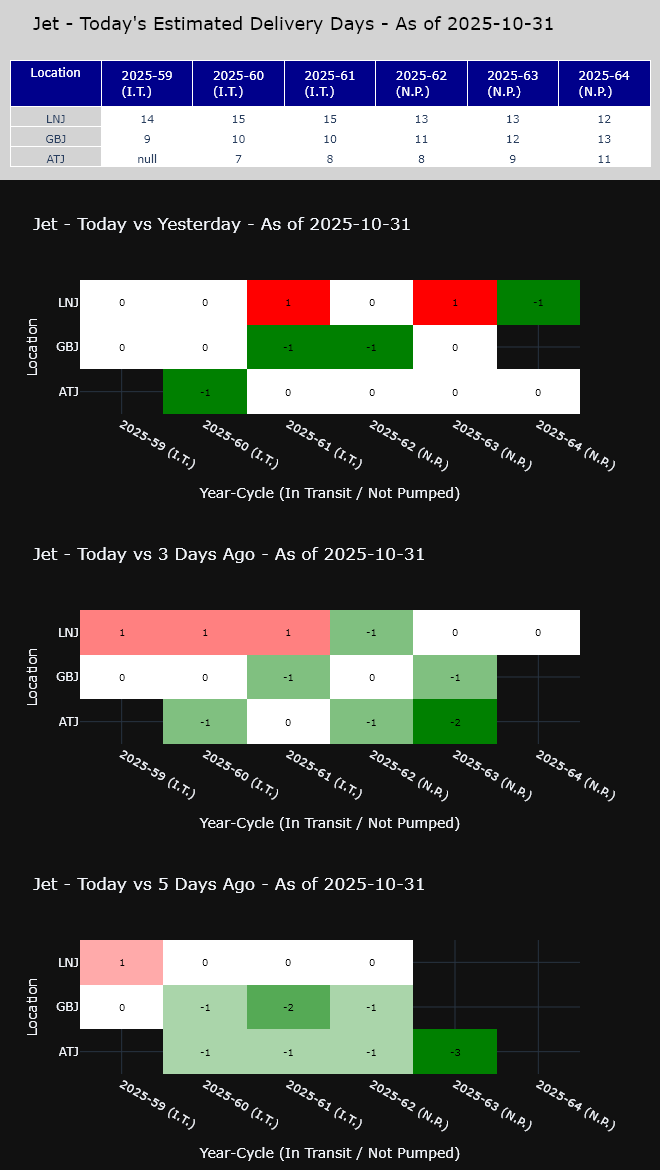 Jet - Today's Estimated Delivery Days - As of 2025-10-31
Location 2025-59 (I.T.) 2025-60 (I.T.) 2025-61 (I.T.) 2025-62 (N.P.) 2025-63 (N.P.) 2025-64 (N.P.)
LNJ 14 15 15 13 13 12
GBJ 9 10 10 11 12 13
ATJ null 7 8 8 9 11
Jet - Today vs Yesterday - As of 2025-10-31
Location
LNJ 0 0 1 0 1 -1
GBJ 0 0 -1 -1 0
ATJ -1 0 0 0 0
2025-59 (I.T.) 2025-60 (I.T.) 2025-61 (I.T.) 2025-62 (N.P.) 2025-63 (N.P.) 2025-64 (N.P.)
Year-Cycle (In Transit / Not Pumped)
Jet - Today vs 3 Days Ago - As of 2025-10-31
Location
LNJ 1 1 1 -1 0 0
GBJ 0 0 -1 0 -1
ATJ -1 0 -1 -2
2025-59 (I.T.) 2025-60 (I.T.) 2025-61 (I.T.) 2025-62 (N.P.) 2025-63 (N.P.) 2025-64 (N.P.)
Year-Cycle (In Transit / Not Pumped)
Jet - Today vs 5 Days Ago - As of 2025-10-31
Location
LNJ 1 0 0 0
GBJ 0 -1 -2 -1
ATJ -1 -1 -1 -3
2025-59 (I.T.) 2025-60 (I.T.) 2025-61 (I.T.) 2025-62 (N.P.) 2025-63 (N.P.) 2025-64 (N.P.)
Year-Cycle (In Transit / Not Pumped)